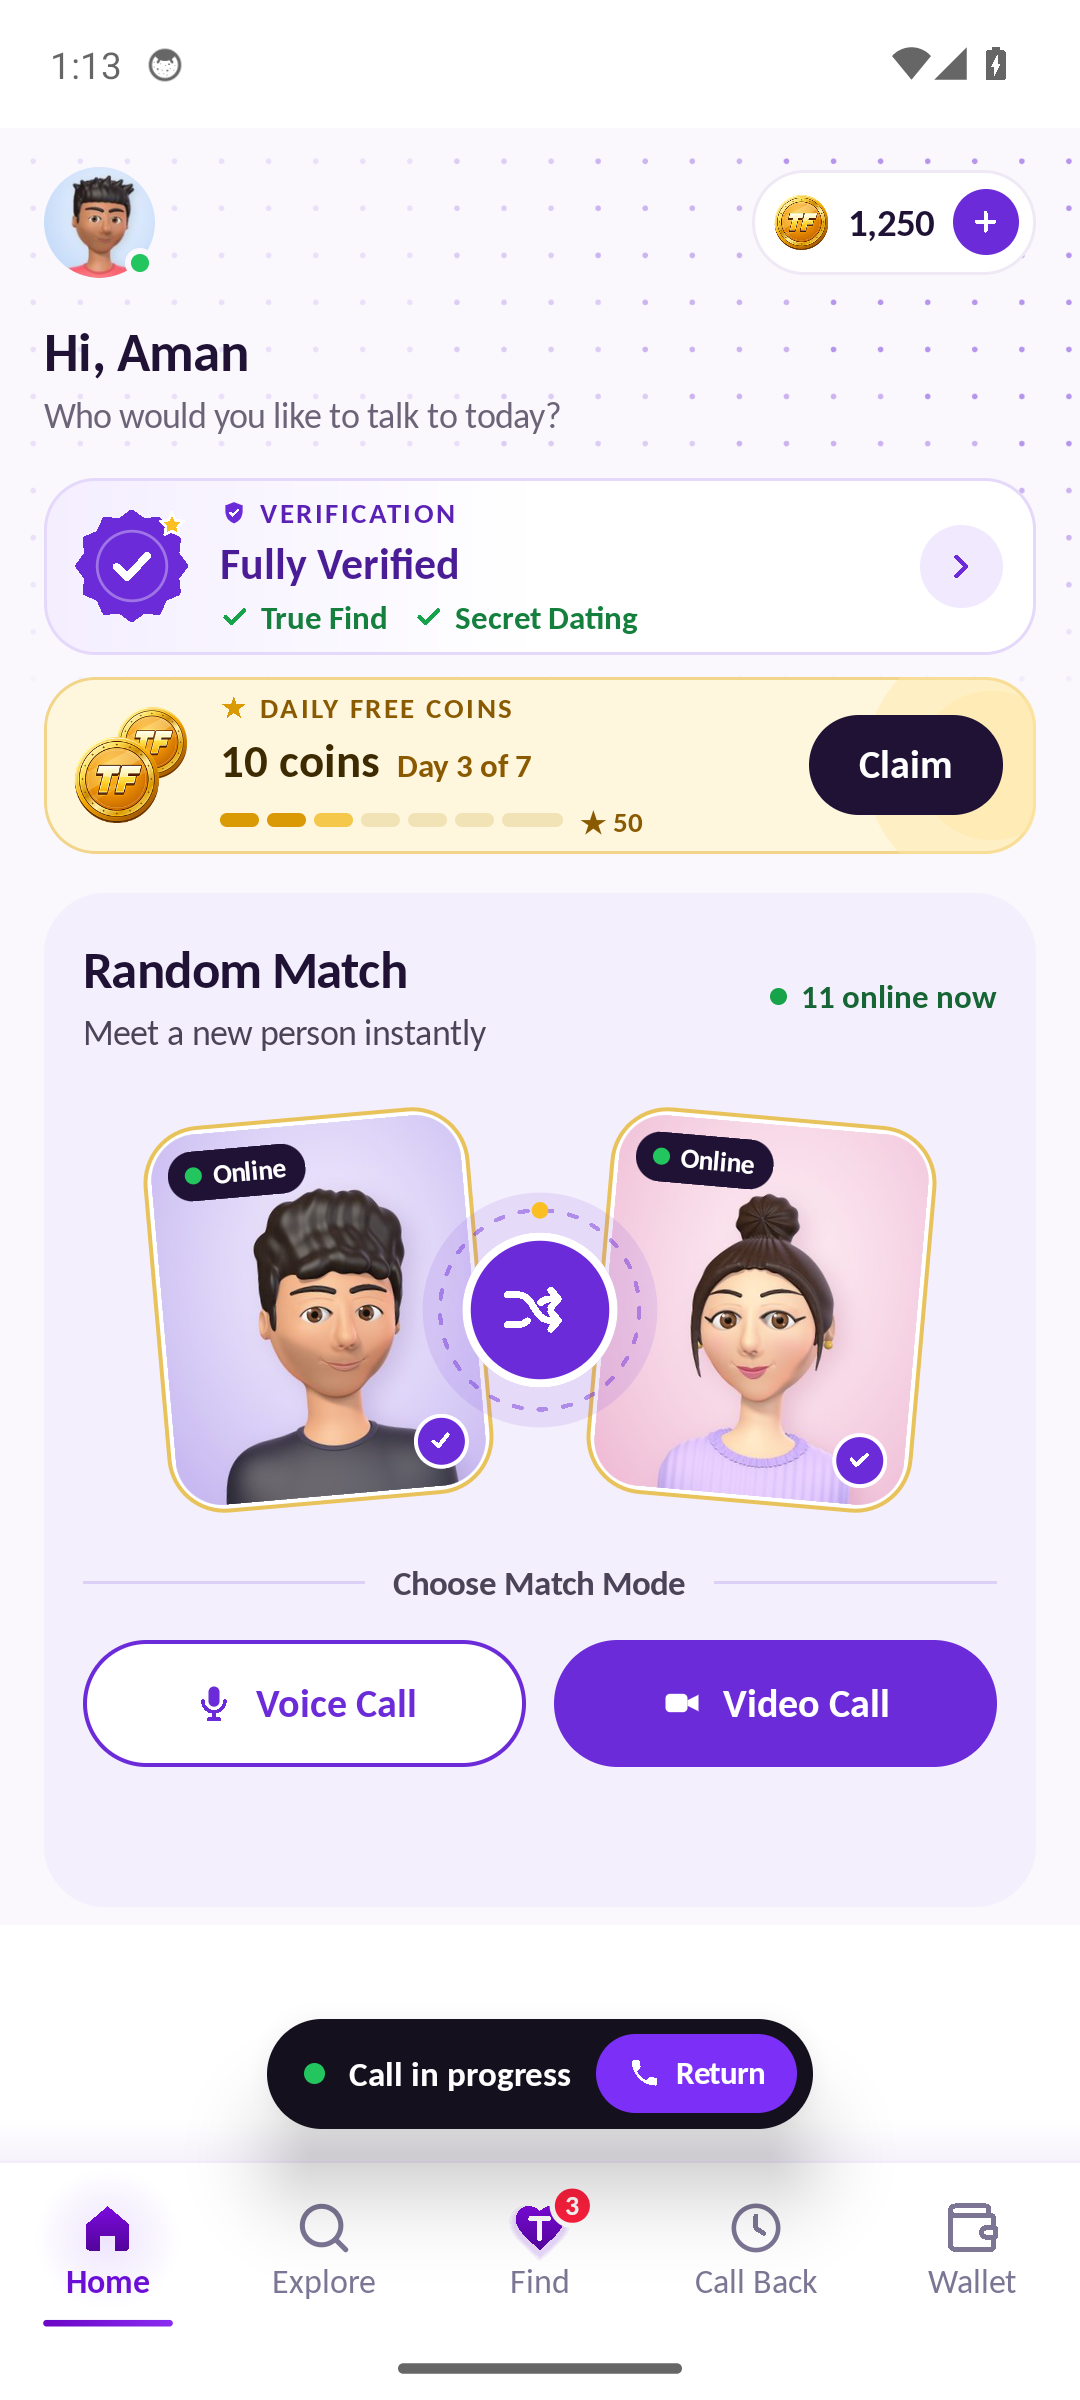 1:13
TF 1,250
Hi, Aman
Who would you like to talk to today?
VERIFICATION
Fully Verified
True Find Secret Dating
DAILY FREE COINS
TF TF
10 coins Day 3 of 7
Claim
★ 50
Random Match
11 online now
Meet a new person instantly
Online
Online
Choose Match Mode
Voice Call
Video Call
Call in progress Return
T 3
Home Explore Find Call Back Wallet